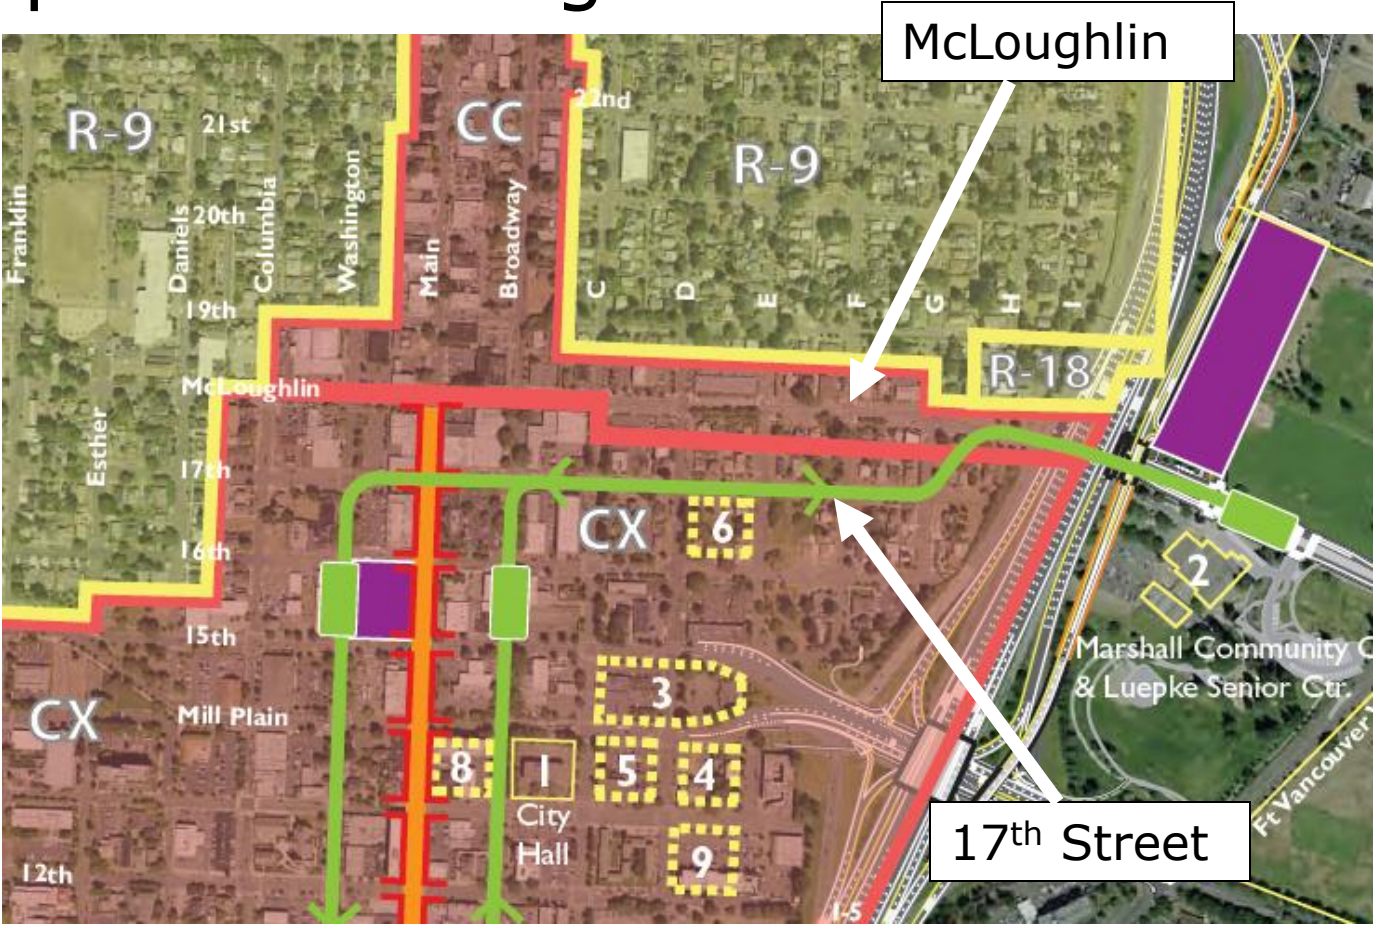 McLoughlin
R-9
21st
CC
22nd
R-9
Franklin
Daniels
20th
Columbia
Washington
Main
Broadway
C
D
E
F
G
H
I
19th
R-18
McLoughlin
Esther
17th
CX
6
16th
2
15th
Marshall Community C
& Luepke Senior Ctr.
3
CX
Mill Plain
8
1
5
4
City
Hall
17th Street
Ft Vancouver
9
12th
I-5